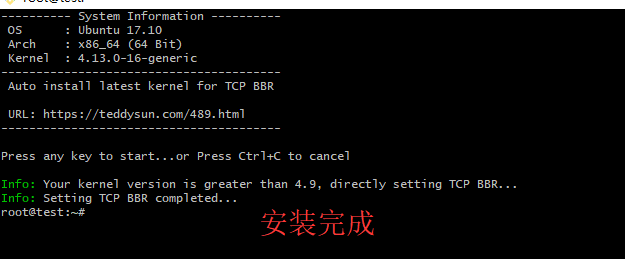 root@test:
---------- System Information ----------
OS : Ubuntu 17.10
Arch : x86_64 (64 Bit)
Kernel : 4.13.0-16-generic
----------------------------------------
Auto install latest kernel for TCP BBR
URL: https://teddysun.com/489.html
----------------------------------------
Press any key to start...or Press Ctrl+C to cancel
Info: Your kernel version is greater than 4.9, directly setting TCP BBR...
Info: Setting TCP BBR completed...
root@test:~#
安装完成